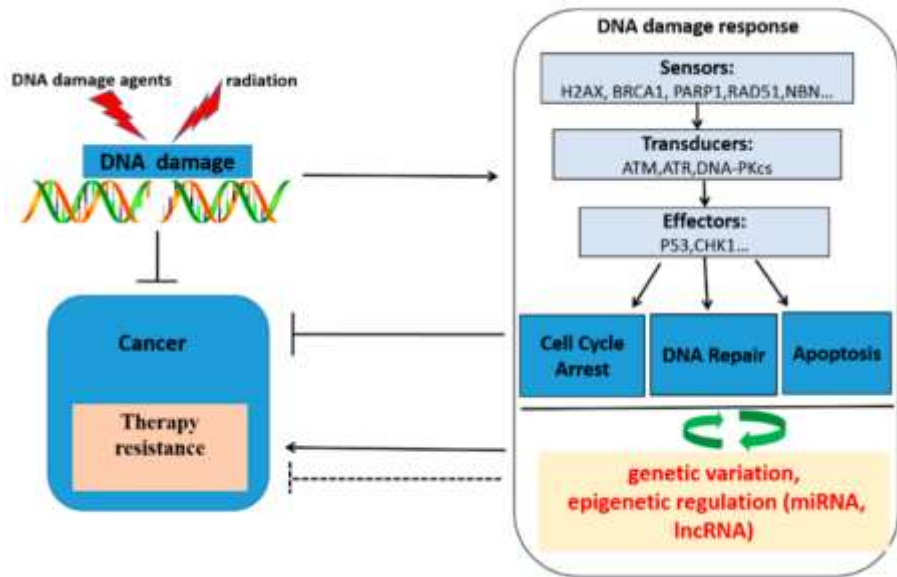 DNA damage response
Sensors:
H2AX, BRCA1, PARP1,RAD51,NBN...
DNA damage agents
radiation
DNA damage
Transducers:
ATM,ATR,DNA-PKcs
Effectors:
P53,CHK1...
Cancer
Therapy
resistance
Cell Cycle
Arrest
DNA Repair
Apoptosis
genetic variation,
epigenetic regulation (miRNA,
lncRNA)